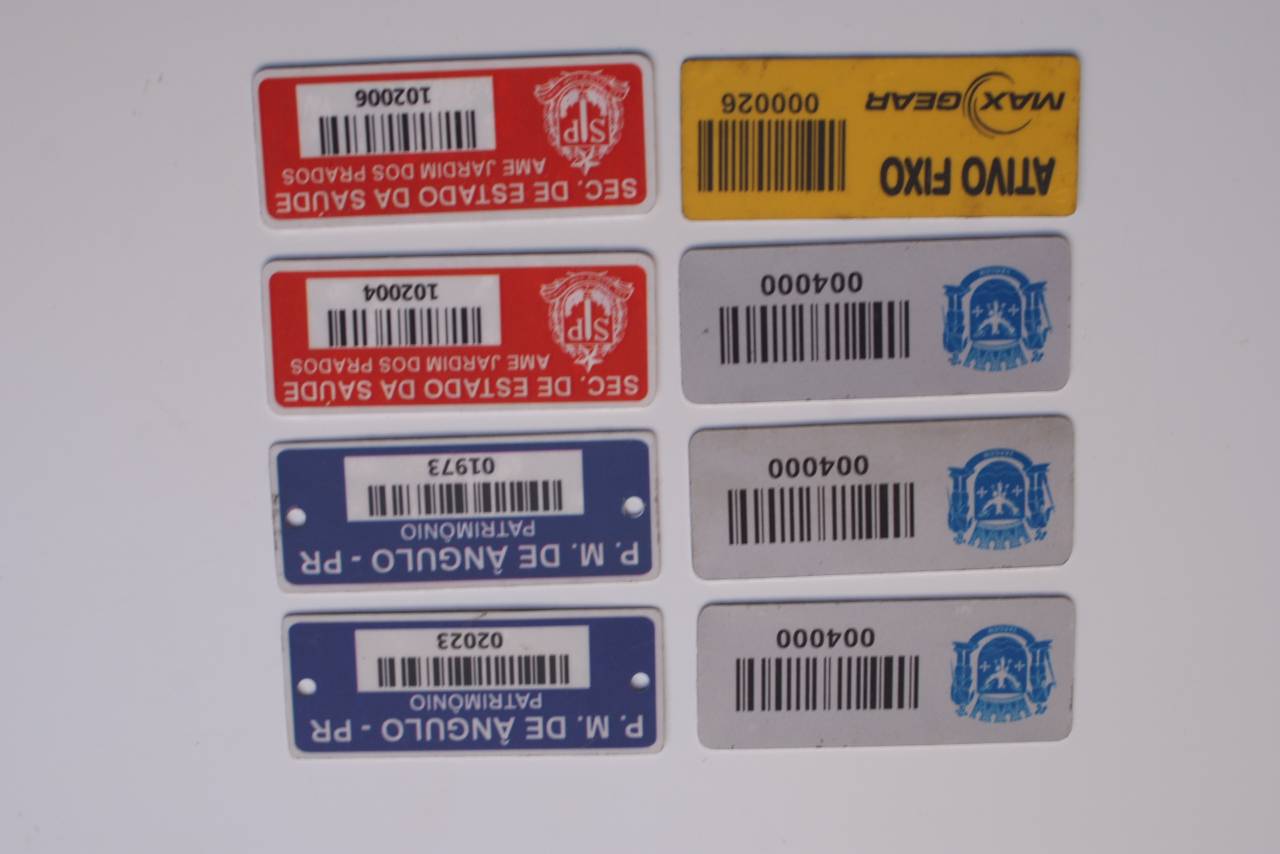 P. M. DE ÂNGULO - PR
PATRIMÔNIO
02023
P. M. DE ÂNGULO - PR
PATRIMÔNIO
01973
SEC. DE ESTADO DA SAÚDE
AME JARDIM DOS PRADOS
102004
SP
SEC. DE ESTADO DA SAÚDE
AME JARDIM DOS PRADOS
102006
SP
004000
004000
004000
ATIVO FIXO
MAX GEAR
000026